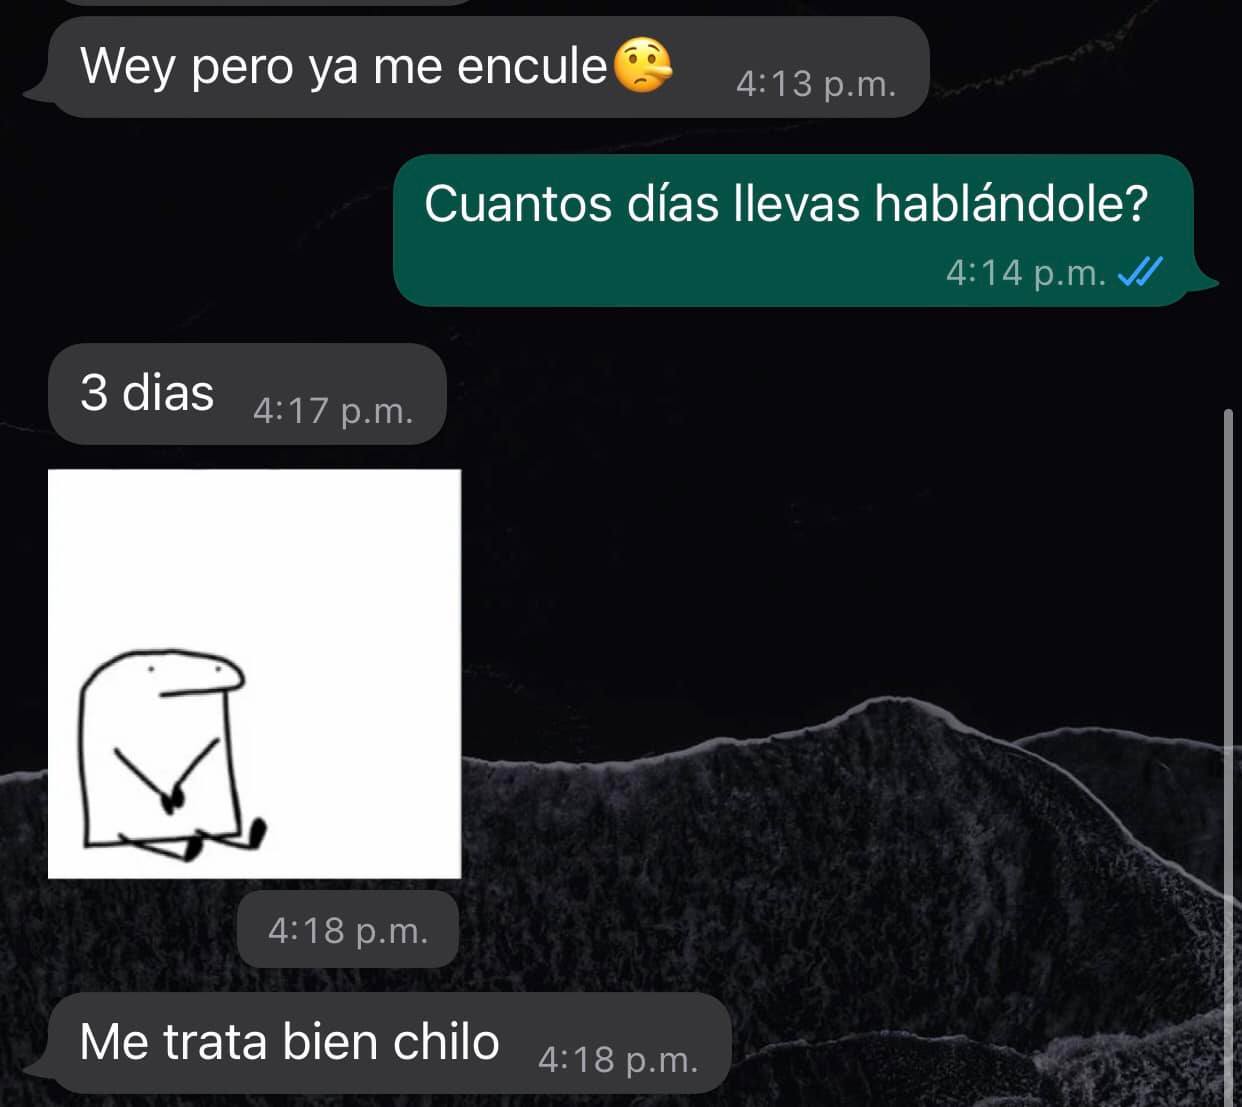 Wey pero ya me encule🤥
4:13 p.m.
Cuantos días llevas hablándole?
4:14 p.m.
3 dias
4:17 p.m.
4:18 p.m.
Me trata bien chilo
4:18 p.m.